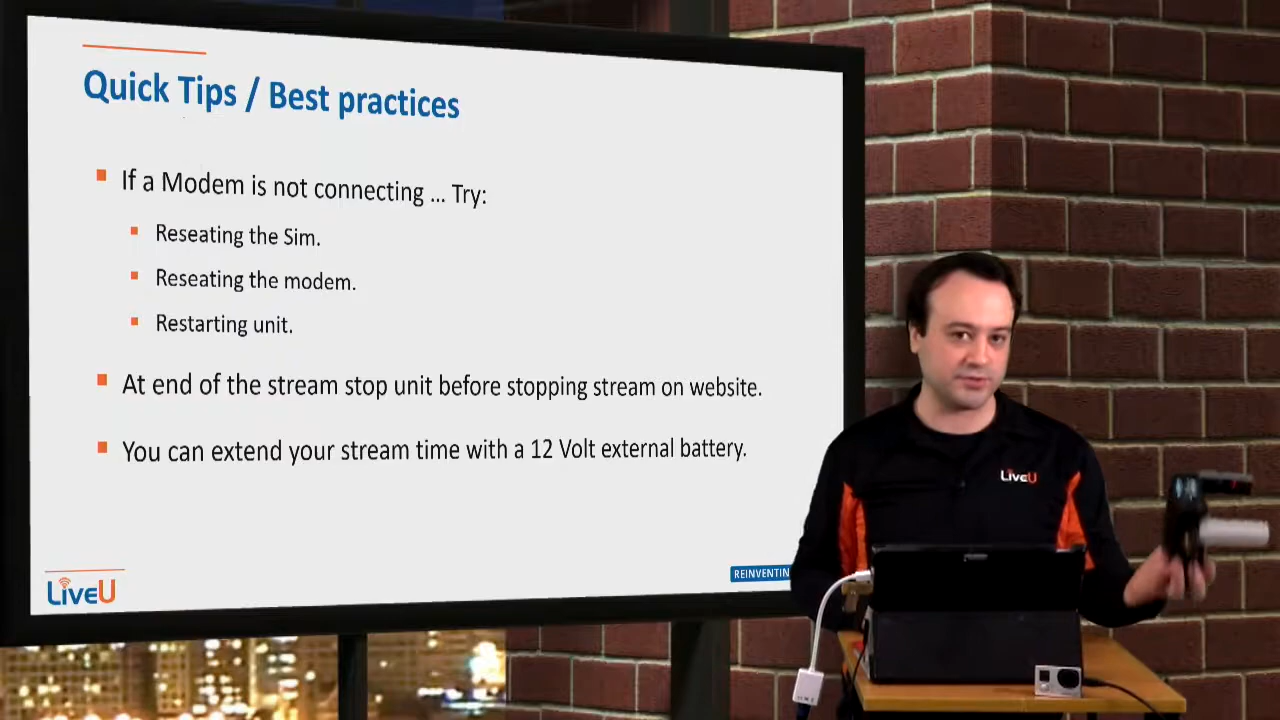 Quick Tips / Best practices
If a Modem is not connecting ... Try:
Reseating the Sim.
Reseating the modem.
Restarting unit.
At end of the stream stop unit before stopping stream on website.
You can extend your stream time with a 12 Volt external battery.
LiveU
REINVENTIN
LiveU